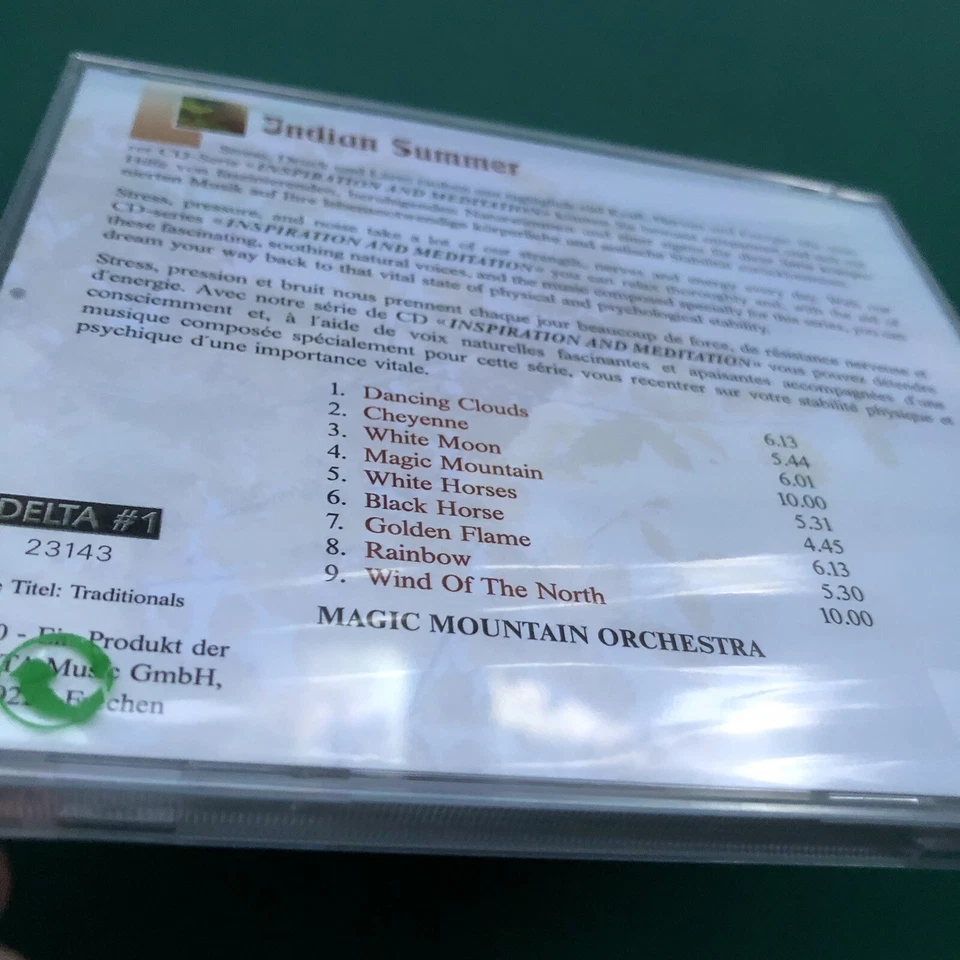 Indian Summer
CD-Serie «INSPIRATION AND MEDITATION»
Stress, pressure, and noise take a lot of our strength, nerves and energy every day. With our
CD-series «INSPIRATION AND MEDITATION» you can relax thoroughly and, with the aid of
these fascinating, soothing natural voices, and the music composed specially for this series, you can
dream your way back to that vital state of physical and psychological stability.
Stress, pression et bruit nous prennent chaque jour beaucoup de force, de résistance nerveuse et
d'energie. Avec notre série de CD «INSPIRATION AND MEDITATION» vous pouvez détendre
consciemment et, à l'aide de voix naturelles fascinantes et apaisantes accompagnées d'une
musique composée spécialement pour cette série, vous recentrer sur votre stabilité physique et
psychique d'une importance vitale.
1. Dancing Clouds 6.13
2. Cheyenne 5.44
3. White Moon 6.01
4. Magic Mountain 10.00
5. White Horses 5.31
6. Black Horse 4.45
7. Golden Flame 6.13
8. Rainbow 5.30
9. Wind Of The North 10.00
MAGIC MOUNTAIN ORCHESTRA
DELTA #1
23143
Titel: Traditionals
- Ein Produkt der
Music GmbH,